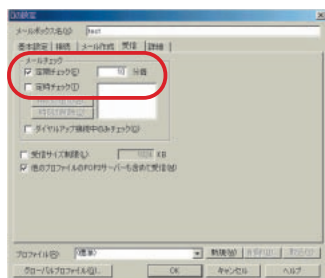 メールボックス名(X) test
基本設定 接続 メール作成 受信 詳細
メールチェック
定期チェック(E) 10 分毎
定時チェック(I)
ダイヤルアップ接続中のみチェック(D)
受信サイズ制限(L) 1024 KB
他のプロファイルのPOP3サーバーも含めて受信(M)
プロファイル(P) (標準) 新規(W)
グローバルプロファイル(G)... OK キャンセル ヘルプ